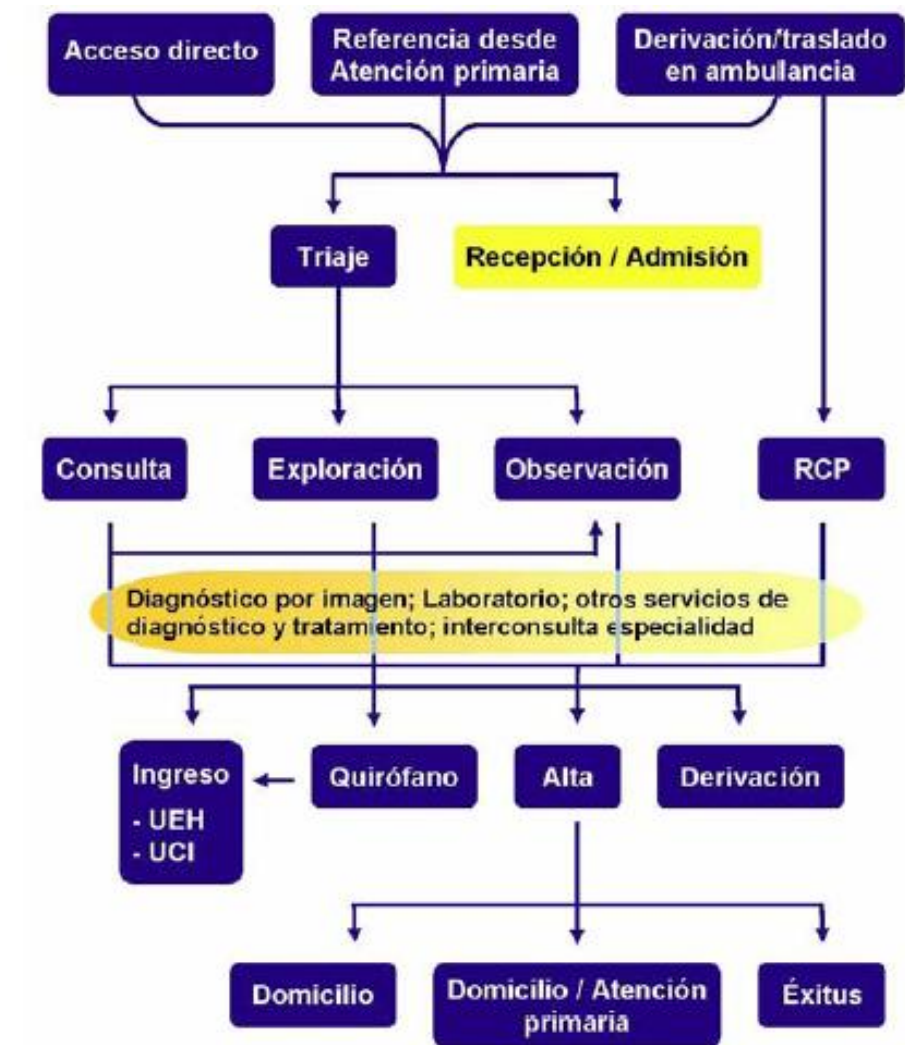 Acceso directo
Referencia desde
Atención primaria
Derivación/traslado
en ambulancia
Triaje
Recepción / Admisión
Consulta
Exploración
Observación
RCP
Diagnóstico por imagen; Laboratorio; otros servicios de
diagnóstico y tratamiento; interconsulta especialidad
Ingreso
- UEH
- UCI
Quirófano
Alta
Derivación
Domicilio
Domicilio / Atención
primaria
Éxitus